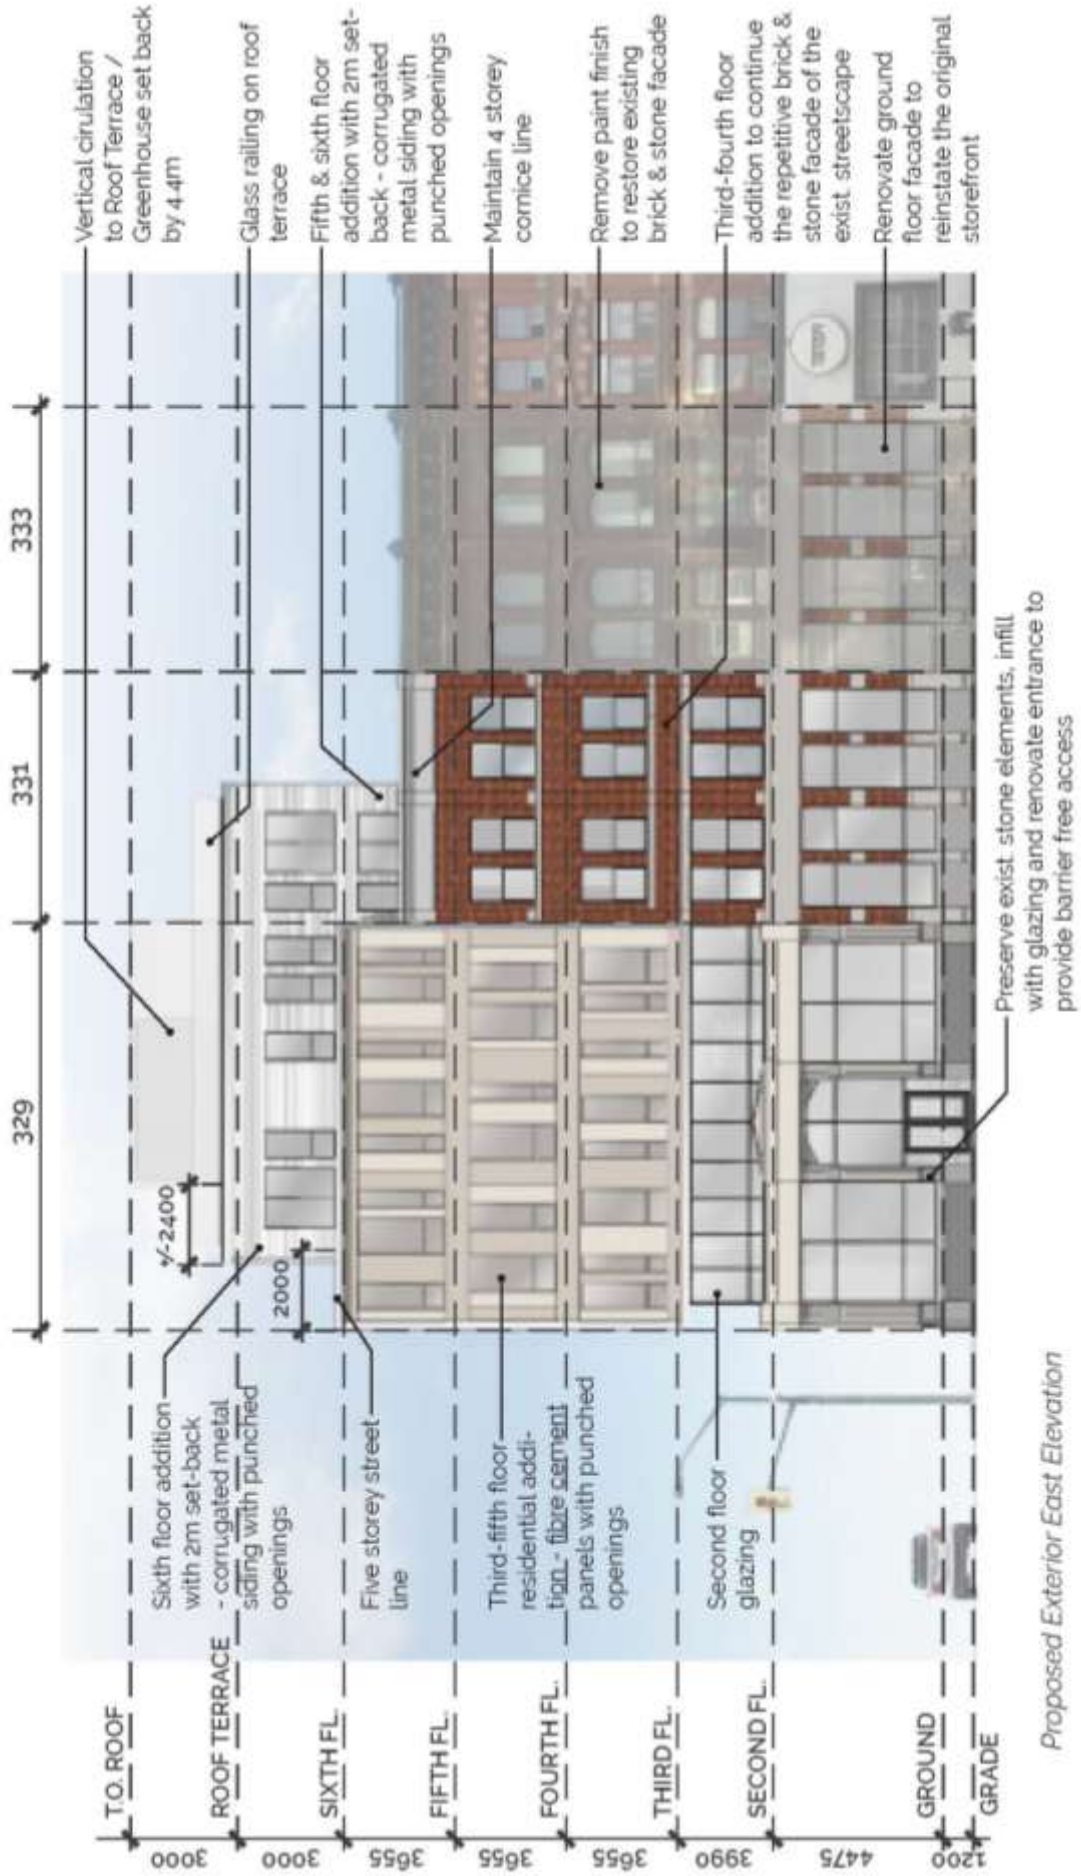 329
331
333
Vertical cirulation
to Roof Terrace /
Greenhouse set back
by 4.4m
Glass railing on roof
terrace
Fifth & sixth floor
addition with 2m set-
back - corrugated
metal siding with
punched openings
Maintain 4 storey
cornice line
Remove paint finish
to restore existing
brick & stone facade
Third-fourth floor
addition to continue
the repetitive brick &
stone facade of the
exist. streetscape
Renovate ground
floor facade to
reinstate the original
storefront
+/-2400
2000
Sixth floor addition
with 2m set-back
- corrugated metal
siding with punched
openings
Five storey street
line
Third-fifth floor
residential addi-
tion - fibre cement
panels with punched
openings
Second floor
glazing
T.O. ROOF
ROOF TERRACE
SIXTH FL.
FIFTH FL.
FOURTH FL.
THIRD FL.
SECOND FL.
GROUND
GRADE
3000
3000
3655
3655
3655
3990
4475
1200
Preserve exist. stone elements, infill
with glazing and renovate entrance to
provide barrier free access
Proposed Exterior East Elevation